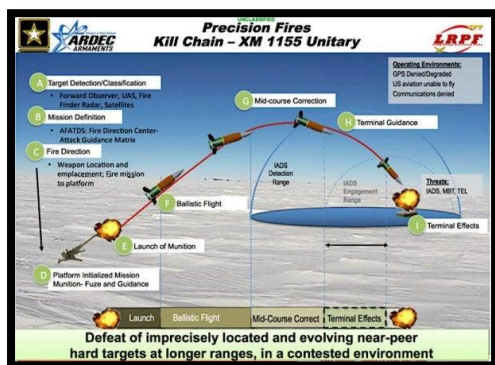 UNCLASSIFIED
ARDEC
ARMAMENTS
Precision Fires
Kill Chain – XM 1155 Unitary
LRPF
Operating Environments:
GPS Denied/Degraded
US aviation unable to fly
Communications denied
A Target Detection/Classification
• Forward Observer, UAS, Fire
Finder Radar, Satellites
B Mission Definition
• AFATDS: Fire Direction Center-
Attack Guidance Matrix
C Fire Direction
• Weapon Location and
emplacement; Fire mission
to platform
G Mid-course Correction
H Terminal Guidance
IADS
Detection
Range
IADS
Engagement
Range
Threats:
IADS, MBT, TEL
F Ballistic Flight
I Terminal Effects
E Launch of Munition
D Platform Initialized Mission
Munition- Fuze and Guidance
Launch Ballistic Flight Mid-Course Correct Terminal Effects
Defeat of imprecisely located and evolving near-peer
hard targets at longer ranges, in a contested environment